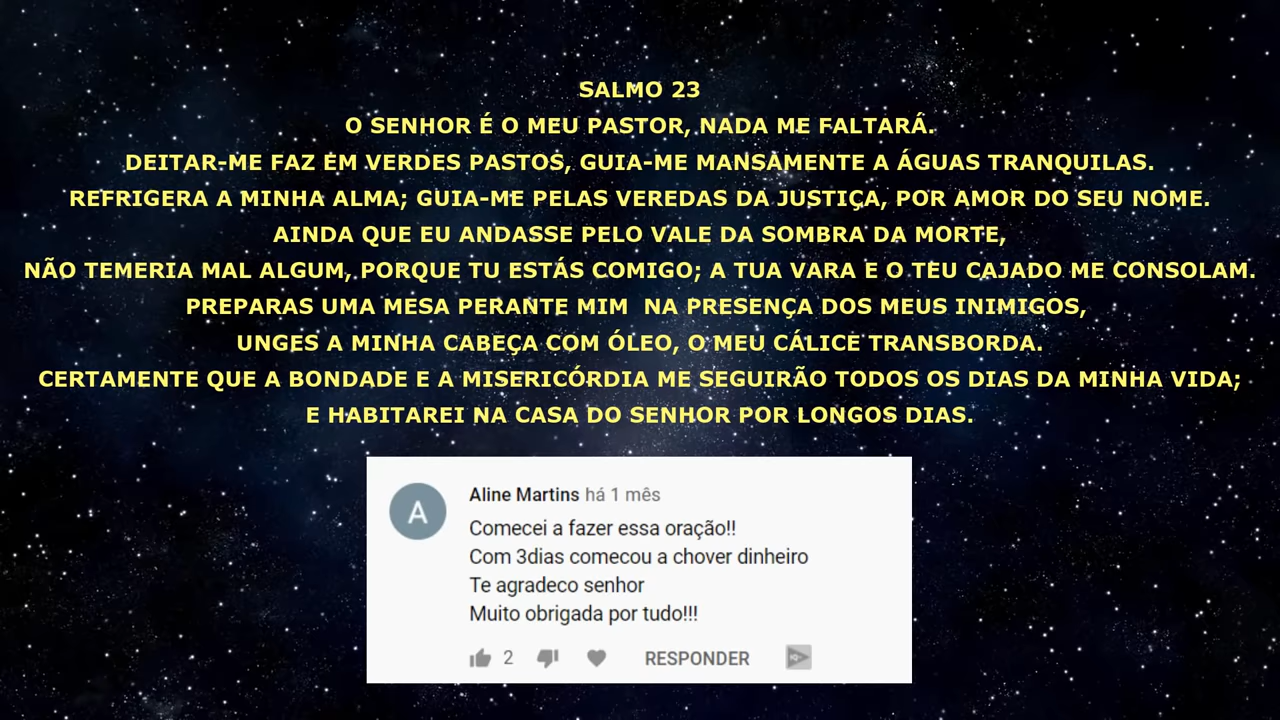 SALMO 23
O SENHOR É O MEU PASTOR, NADA ME FALTARÁ.
DEITAR-ME FAZ EM VERDES PASTOS, GUIA-ME MANSAMENTE A ÁGUAS TRANQUILAS.
REFRIGERA A MINHA ALMA; GUIA-ME PELAS VEREDAS DA JUSTIÇA, POR AMOR DO SEU NOME.
AINDA QUE EU ANDASSE PELO VALE DA SOMBRA DA MORTE,
NÃO TEMERIA MAL ALGUM, PORQUE TU ESTÁS COMIGO; A TUA VARA E O TEU CAJADO ME CONSOLAM.
PREPARAS UMA MESA PERANTE MIM  NA PRESENÇA DOS MEUS INIMIGOS,
UNGES A MINHA CABEÇA COM ÓLEO, O MEU CÁLICE TRANSBORDA.
CERTAMENTE QUE A BONDADE E A MISERICÓRDIA ME SEGUIRÃO TODOS OS DIAS DA MINHA VIDA;
E HABITAREI NA CASA DO SENHOR POR LONGOS DIAS.
A
Aline Martins há 1 mês
Comecei a fazer essa oração!!
Com 3dias comecou a chover dinheiro
Te agradeco senhor
Muito obrigada por tudo!!!
2 RESPONDER